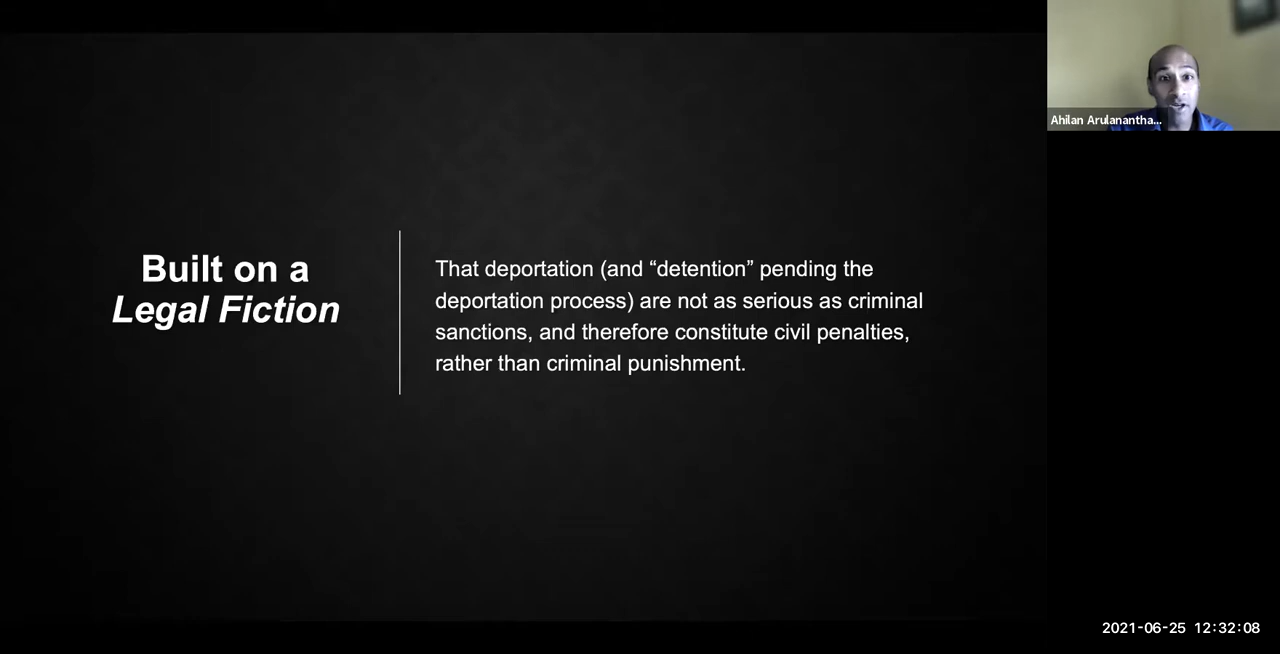 Ahilan Arulanantha...
Built on a
Legal Fiction
That deportation (and “detention” pending the
deportation process) are not as serious as criminal
sanctions, and therefore constitute civil penalties,
rather than criminal punishment.
2021-06-25 12:32:08